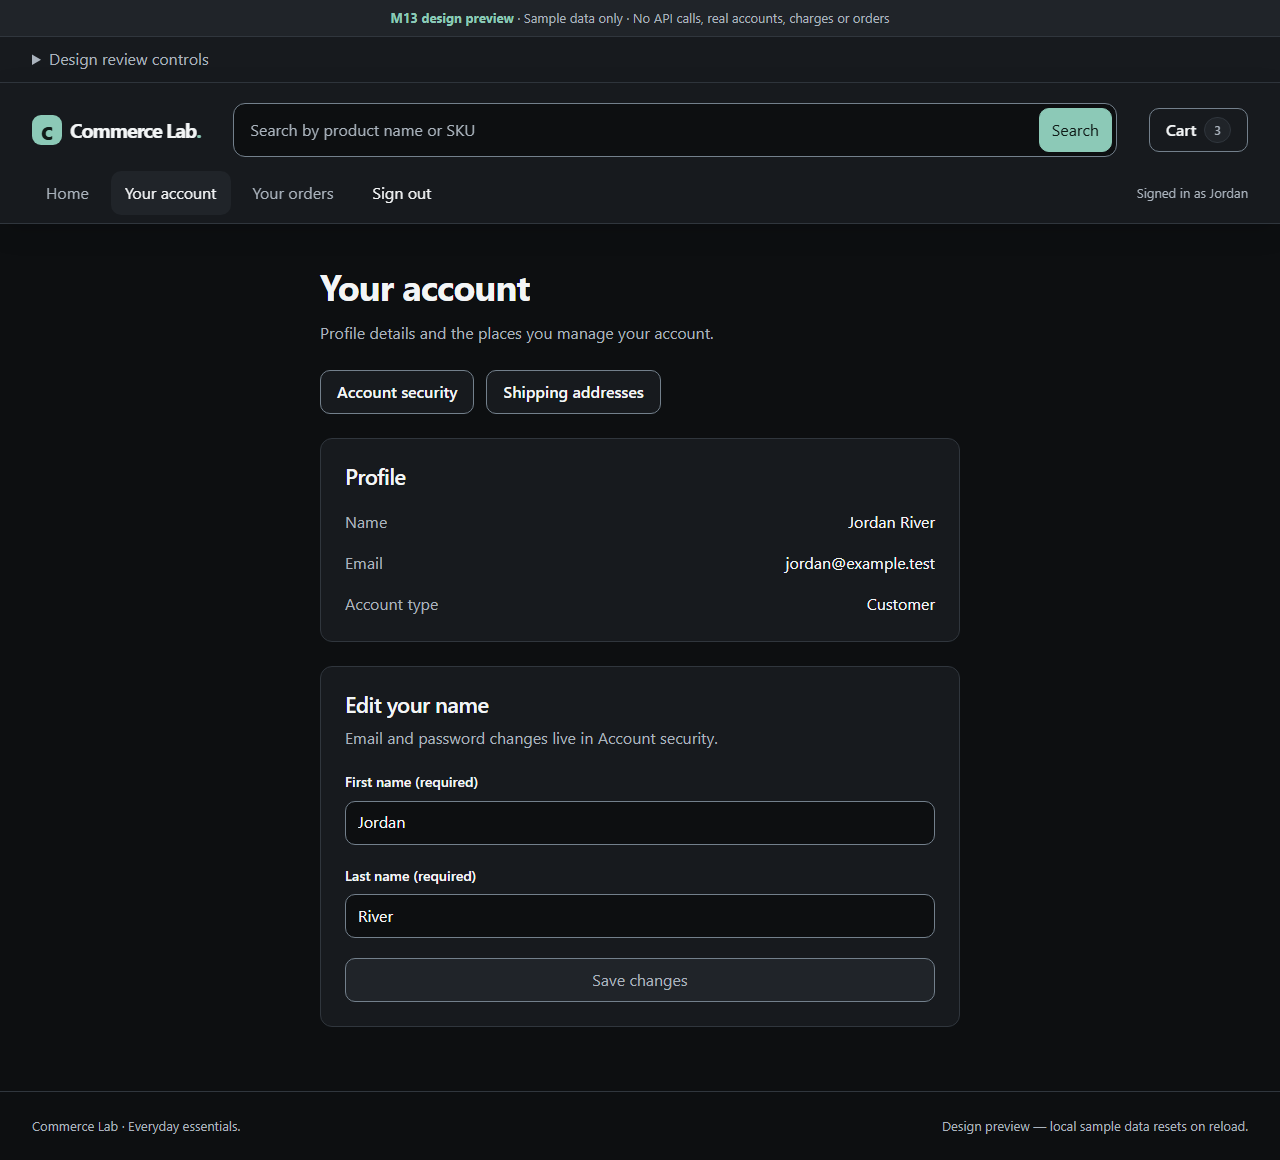 M13 design preview · Sample data only · No API calls, real accounts, charges or orders
Design review controls
c Commerce Lab.
Search by product name or SKU
Search
Cart 3
Home Your account Your orders Sign out
Signed in as Jordan
Your account
Profile details and the places you manage your account.
Account security Shipping addresses
Profile
Name Jordan River
Email jordan@example.test
Account type Customer
Edit your name
Email and password changes live in Account security.
First name (required)
Jordan
Last name (required)
River
Save changes
Commerce Lab · Everyday essentials.
Design preview — local sample data resets on reload.